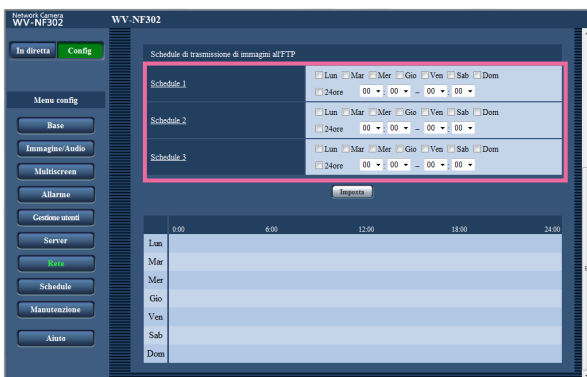 Network Camera
WV-NF302
WV-NF302
In diretta Config
Menu config
Base
Immagine/Audio
Multiscreen
Allarme
Gestione utenti
Server
Rete
Schedule
Manutenzione
Aiuto
Schedule di trasmissione di immagini all'FTP
Schedule 1
Lun Mar Mer Gio Ven Sab Dom
24ore 00 : 00 – 00 : 00
Schedule 2
Lun Mar Mer Gio Ven Sab Dom
24ore 00 : 00 – 00 : 00
Schedule 3
Lun Mar Mer Gio Ven Sab Dom
24ore 00 : 00 – 00 : 00
Imposta
0:00 6:00 12:00 18:00 24:00
Lun
Mar
Mer
Gio
Ven
Sab
Dom